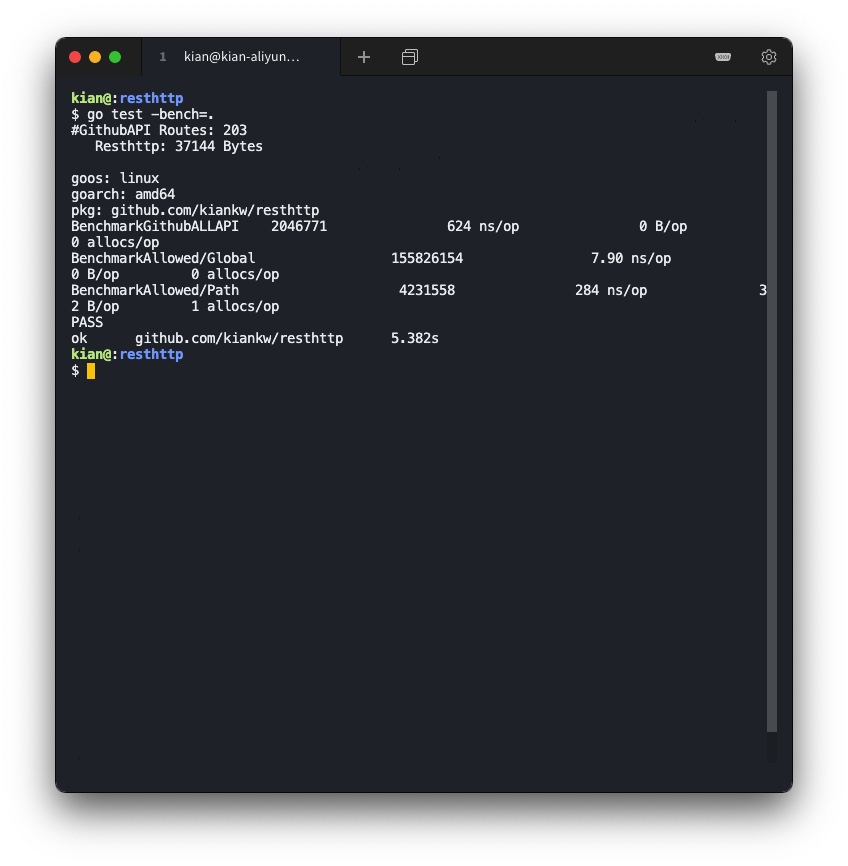 1 kian@kian-aliyun...
kian@:resthttp
$ go test -bench=.
#GithubAPI Routes: 203
   Resthttp: 37144 Bytes
goos: linux
goarch: amd64
pkg: github.com/kiankw/resthttp
BenchmarkGithubALLAPI    2046771               624 ns/op               0 B/op
0 allocs/op
BenchmarkAllowed/Global                 155826154                7.90 ns/op
0 B/op         0 allocs/op
BenchmarkAllowed/Path                    4231558               284 ns/op              3
2 B/op         1 allocs/op
PASS
ok      github.com/kiankw/resthttp      5.382s
kian@:resthttp
$